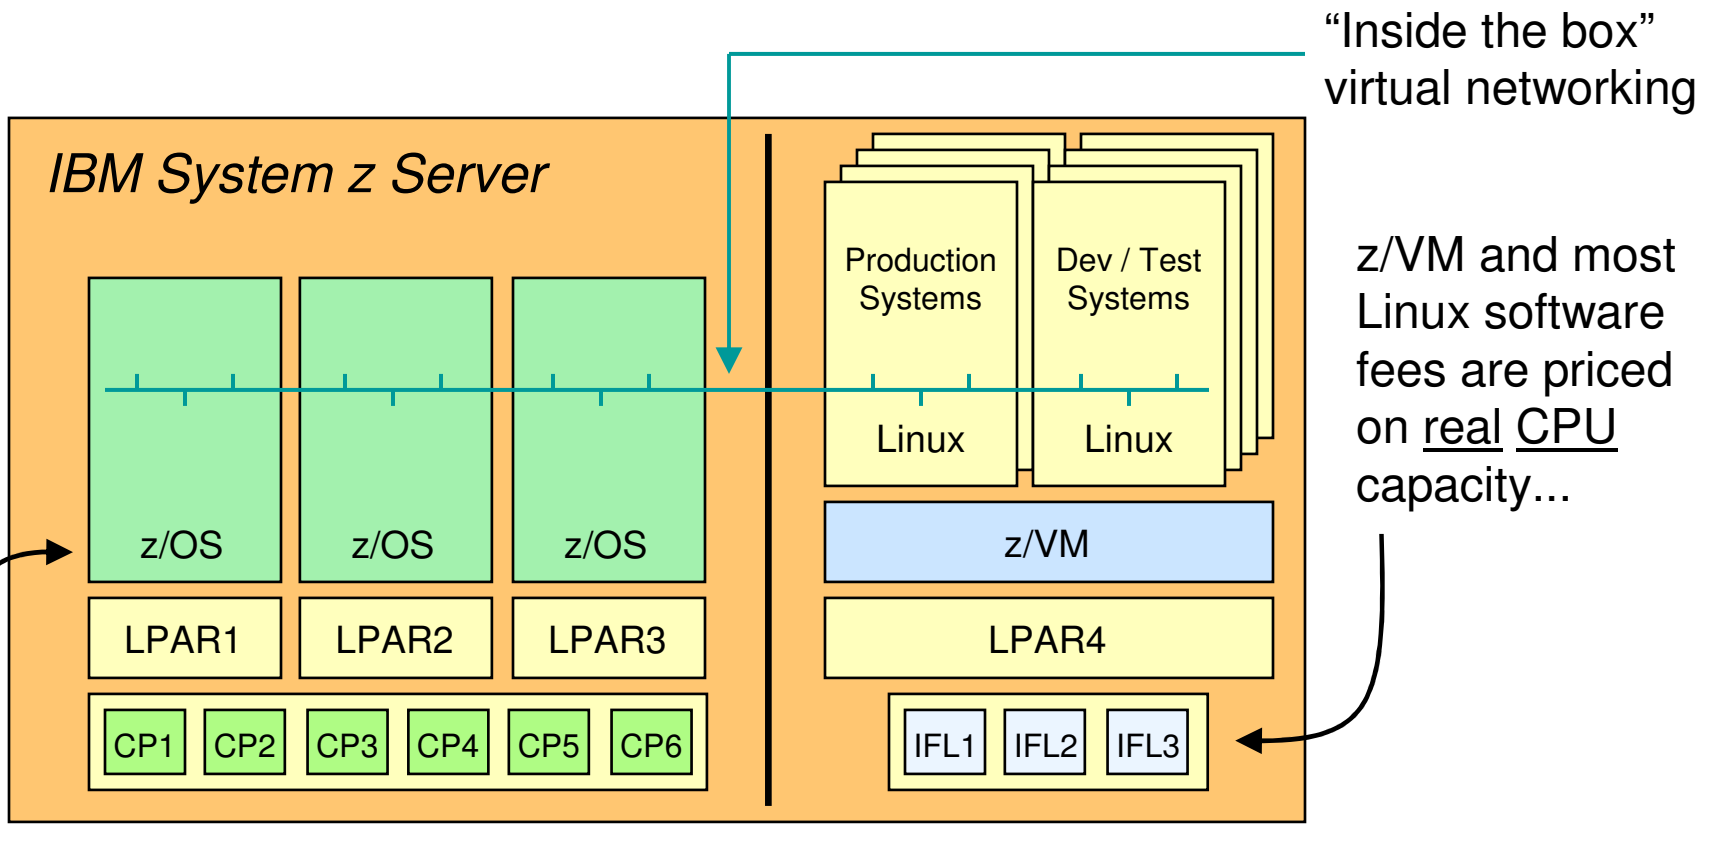 “Inside the box”
virtual networking
IBM System z Server
Production
Systems
Dev / Test
Systems
z/VM and most
Linux software
fees are priced
on real CPU
capacity...
Linux
Linux
z/OS
z/OS
z/OS
z/VM
LPAR1
LPAR2
LPAR3
LPAR4
CP1
CP2
CP3
CP4
CP5
CP6
IFL1
IFL2
IFL3